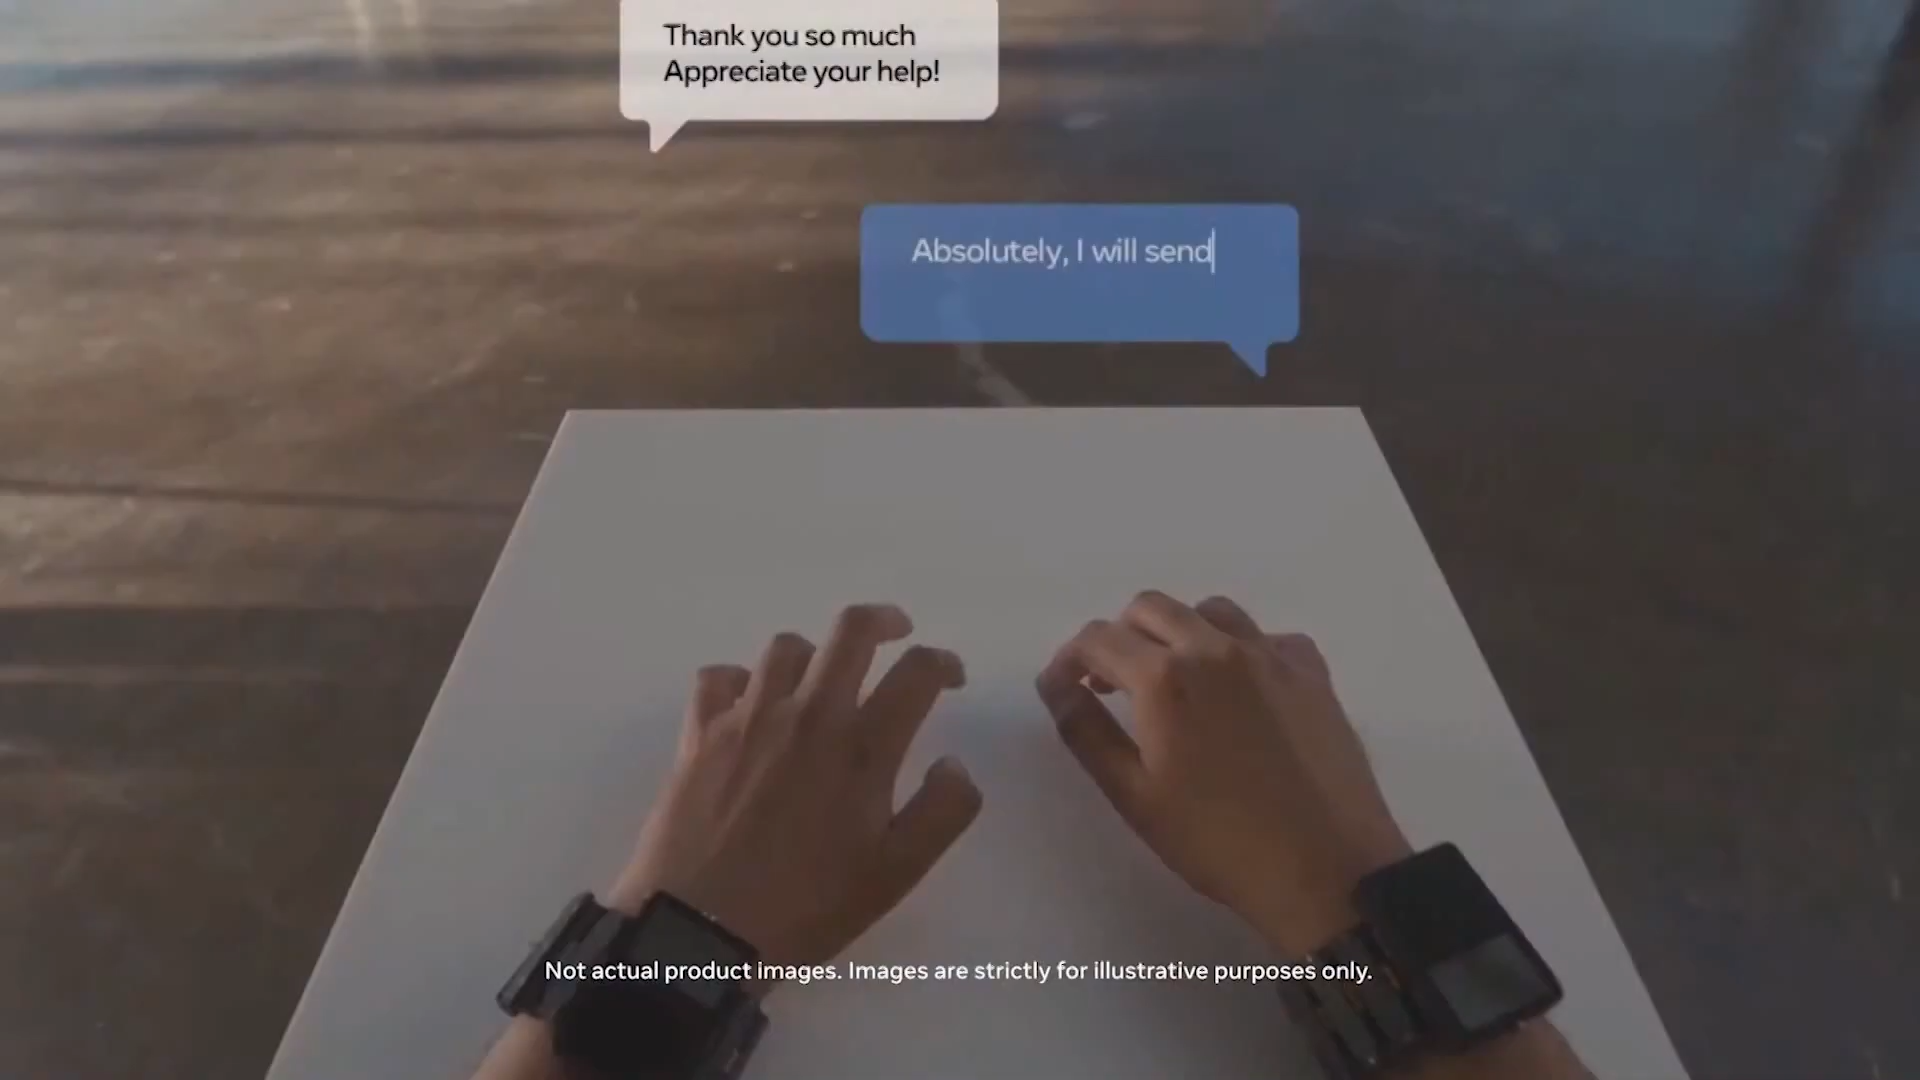 Thank you so much
Appreciate your help!
Absolutely, I will send
Not actual product images. Images are strictly for illustrative purposes only.